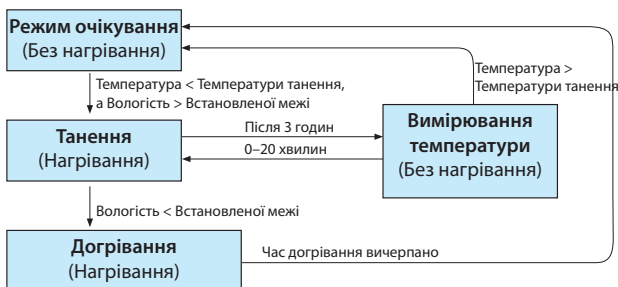 Режим очікування
(Без нагрівання)
Температура >
Температури танення
Температура < Температури танення,
а Вологість > Встановленої межі
Танення
(Нагрівання)
Після 3 годин
0–20 хвилин
Вимірювання
температури
(Без нагрівання)
Вологість < Встановленої межі
Догрівання
(Нагрівання)
Час догрівання вичерпано